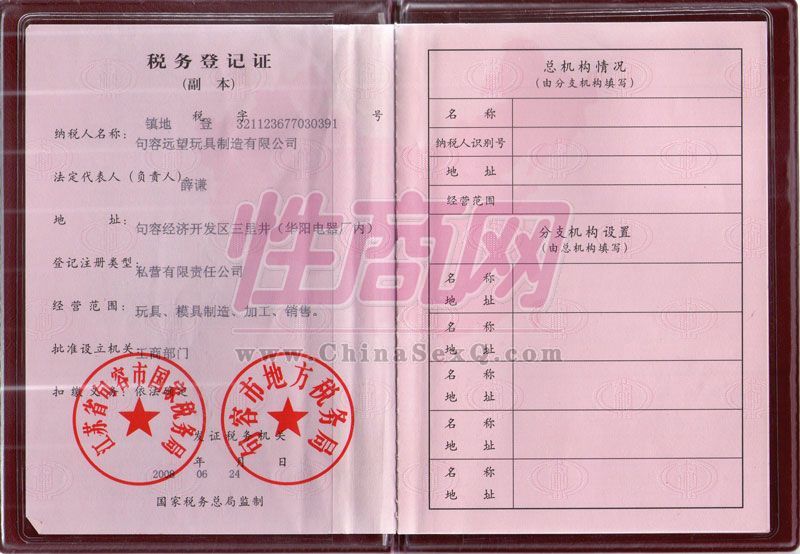 税务登记证
(副 本)
镇地 税 登 字 321123677030391 号
纳税人名称: 句容远望玩具制造有限公司
法定代表人(负责人) 薛谦
地 址: 句容经济开发区三里井(华阳电器厂内)
登记注册类型: 私营有限责任公司
经 营 范 围: 玩具、模具制造、加工、销售。
批准设立机关: 工商部门
扣 缴 义 务: 依法确定
江苏省句容市国家税务局
句容市地方税务局
发证税务机关
2008 年 06 月 24 日
国家税务总局监制
总机构情况
(由分支机构填写)
名 称
纳税人识别号
地 址
经营范围
分支机构设置
(由总机构填写)
名 称
地 址
名 称
地 址
名 称
地 址
名 称
地 址
名 称
地 址
性商网
www.ChinaSexQ.com